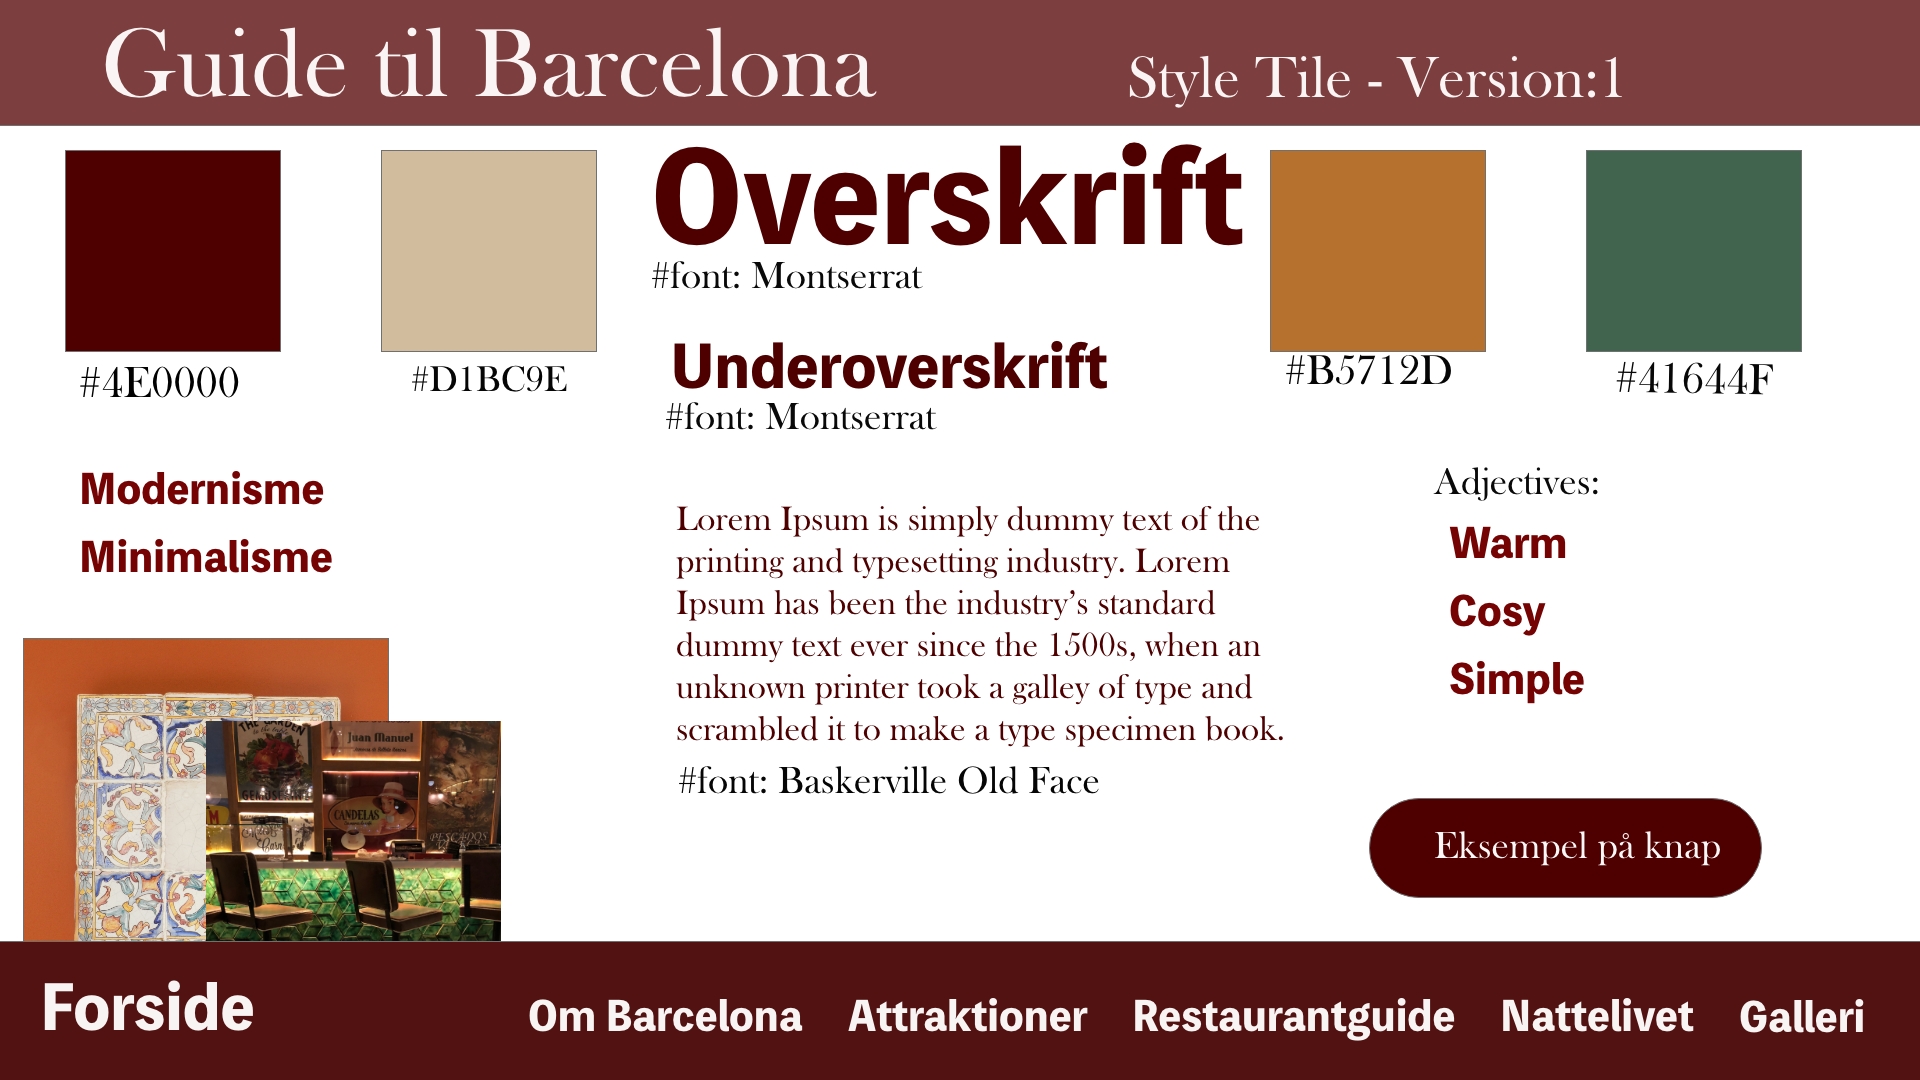 Guide til Barcelona
Style Tile - Version:1
#4E0000
#D1BC9E
Overskrift
#font: Montserrat
Underoverskrift
#font: Montserrat
#B5712D
#41644F
Modernisme
Minimalisme
Lorem Ipsum is simply dummy text of the
printing and typesetting industry. Lorem
Ipsum has been the industry’s standard
dummy text ever since the 1500s, when an
unknown printer took a galley of type and
scrambled it to make a type specimen book.
#font: Baskerville Old Face
Adjectives:
Warm
Cosy
Simple
THE GARDEN
Juan Manuel
CANDELAS
PESCADOS
Eksempel på knap
Forside
Om Barcelona
Attraktioner
Restaurantguide
Nattelivet
Galleri